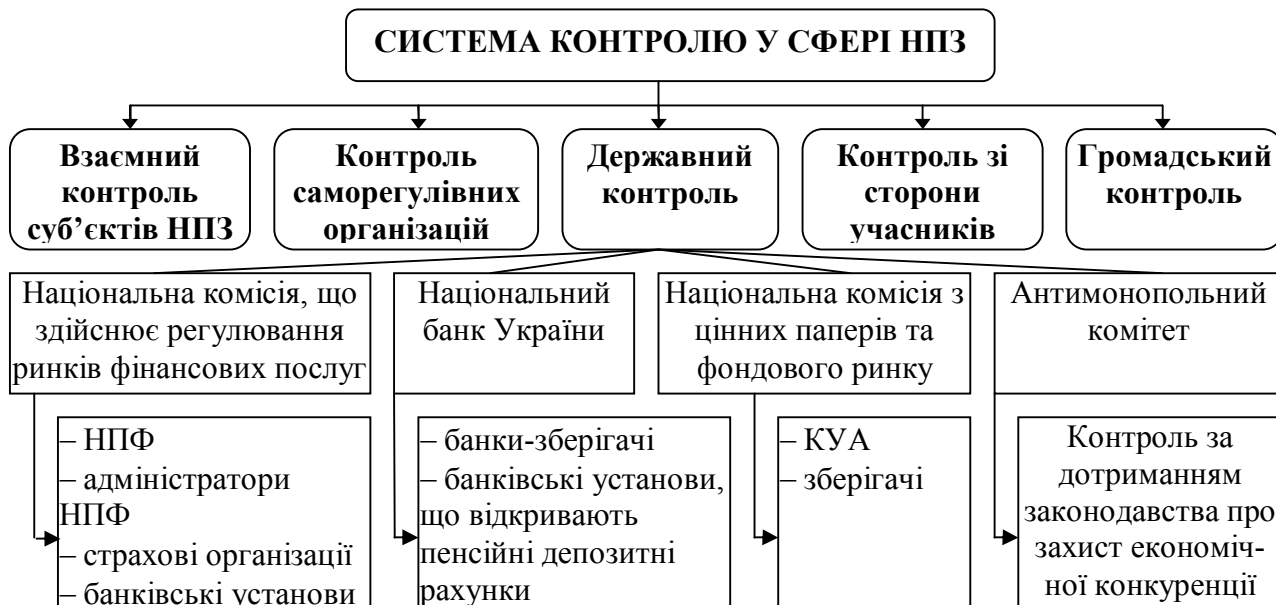 СИСТЕМА КОНТРОЛЮ У СФЕРІ НПЗ
Взаємний
контроль
суб’єктів НПЗ
Контроль
саморегулівних
організацій
Державний
контроль
Контроль зі
сторони
учасників
Громадський
контроль
Національна комісія, що
здійснює регулювання
ринків фінансових послуг
Національний
банк України
Національна комісія з
цінних паперів та
фондового ринку
Антимонопольний
комітет
– НПФ
– адміністратори
НПФ
– страхові організації
– банківські установи
– банки-зберігачі
– банківські установи,
що відкривають
пенсійні депозитні
рахунки
– КУА
– зберігачі
Контроль за
дотриманням
законодавства про
захист економіч-
ної конкуренції